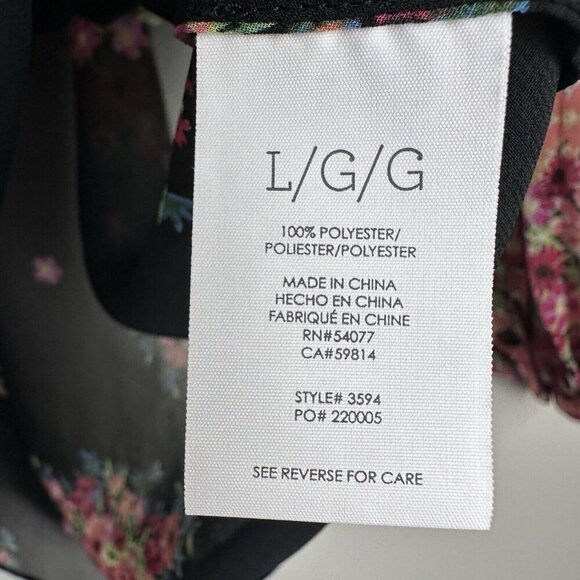 L/G/G
100% POLYESTER/
POLIESTER/POLYESTER
MADE IN CHINA
HECHO EN CHINA
FABRIQUÉ EN CHINE
RN#54077
CA#59814
STYLE# 3594
PO# 220005
SEE REVERSE FOR CARE